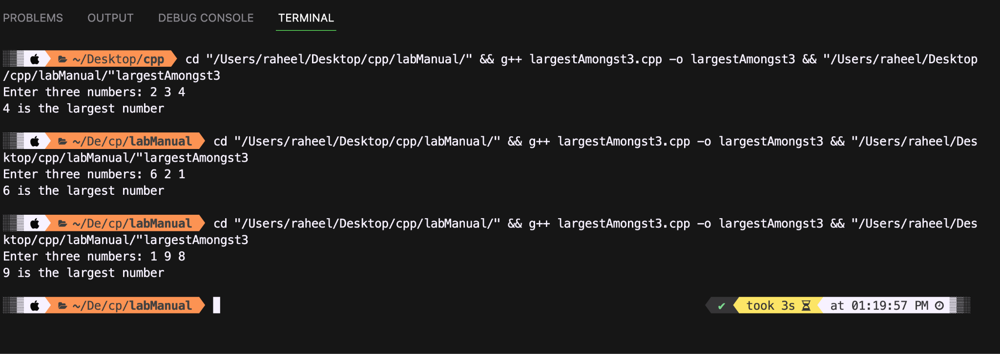 PROBLEMS OUTPUT DEBUG CONSOLE TERMINAL
~/Desktop/cpp cd "/Users/raheel/Desktop/cpp/labManual/" && g++ largestAmongst3.cpp -o largestAmongst3 && "/Users/raheel/Desktop
/cpp/labManual/"largestAmongst3
Enter three numbers: 2 3 4
4 is the largest number
~/De/cp/labManual cd "/Users/raheel/Desktop/cpp/labManual/" && g++ largestAmongst3.cpp -o largestAmongst3 && "/Users/raheel/Des
ktop/cpp/labManual/"largestAmongst3
Enter three numbers: 6 2 1
6 is the largest number
~/De/cp/labManual cd "/Users/raheel/Desktop/cpp/labManual/" && g++ largestAmongst3.cpp -o largestAmongst3 && "/Users/raheel/Des
ktop/cpp/labManual/"largestAmongst3
Enter three numbers: 1 9 8
9 is the largest number
~/De/cp/labManual ✔ took 3s at 01:19:57 PM